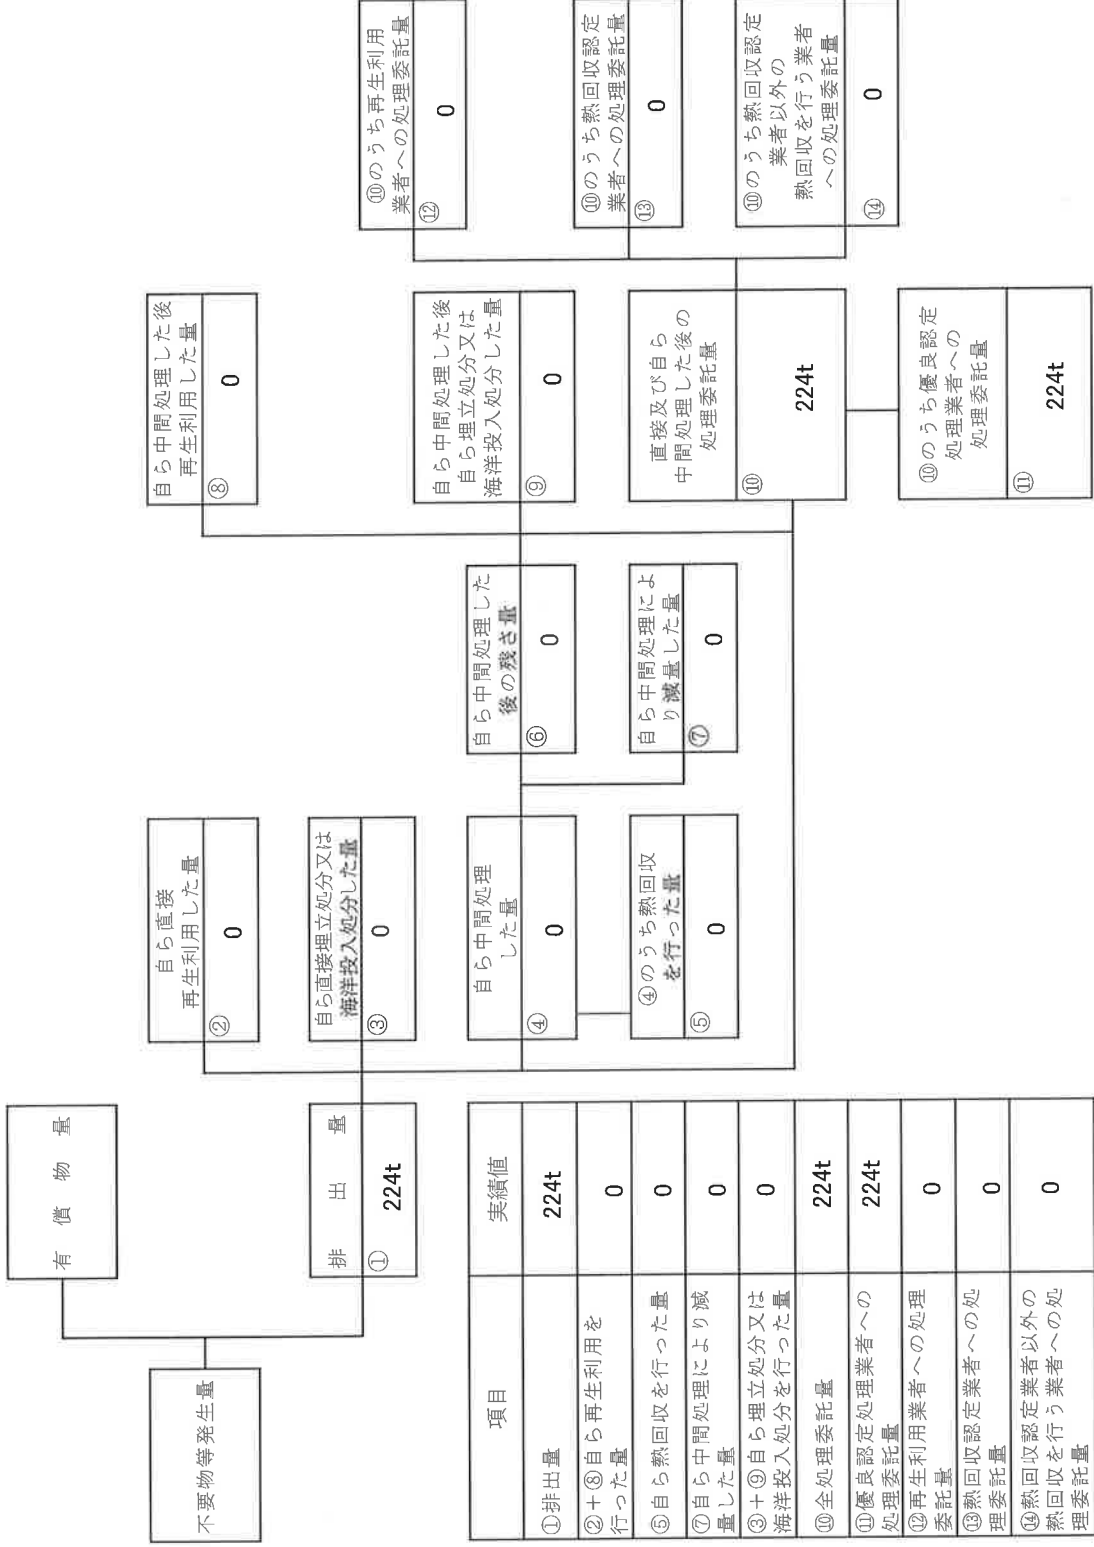 不要物等発生量
有償物量
排出量
①
224t
自ら直接
再生利用した量
②
0
自ら直接埋立処分又は
海洋投入処分した量
③
0
自ら中間処理
した量
④
0
④のうち熱回収
を行った量
⑤
0
自ら中間処理した
後の残さ量
⑥
0
自ら中間処理によ
り減量した量
⑦
0
自ら中間処理した後
再生利用した量
⑧
0
自ら中間処理した後
自ら埋立処分又は
海洋投入処分した量
⑨
0
直接及び自ら
中間処理した後の
処理委託量
⑩
224t
⑩のうち優良認定
処理業者への
処理委託量
⑪
224t
⑩のうち再生利用
業者への処理委託量
⑫
0
⑩のうち熱回収認定
業者への処理委託量
⑬
0
⑩のうち熱回収認定
業者以外の
熱回収を行う業者
への処理委託量
⑭
0
項目
実績値
①排出量
224t
②+⑧自ら再生利用を
行った量
0
⑤自ら熱回収を行った量
0
⑦自ら中間処理により減
量した量
0
③+⑨自ら埋立処分又は
海洋投入処分を行った量
0
⑩全処理委託量
224t
⑪優良認定処理業者への
処理委託量
224t
⑫再生利用業者への処理
委託量
0
⑬熱回収認定業者への処
理委託量
0
⑭熱回収認定業者以外の
熱回収を行う業者への処
理委託量
0